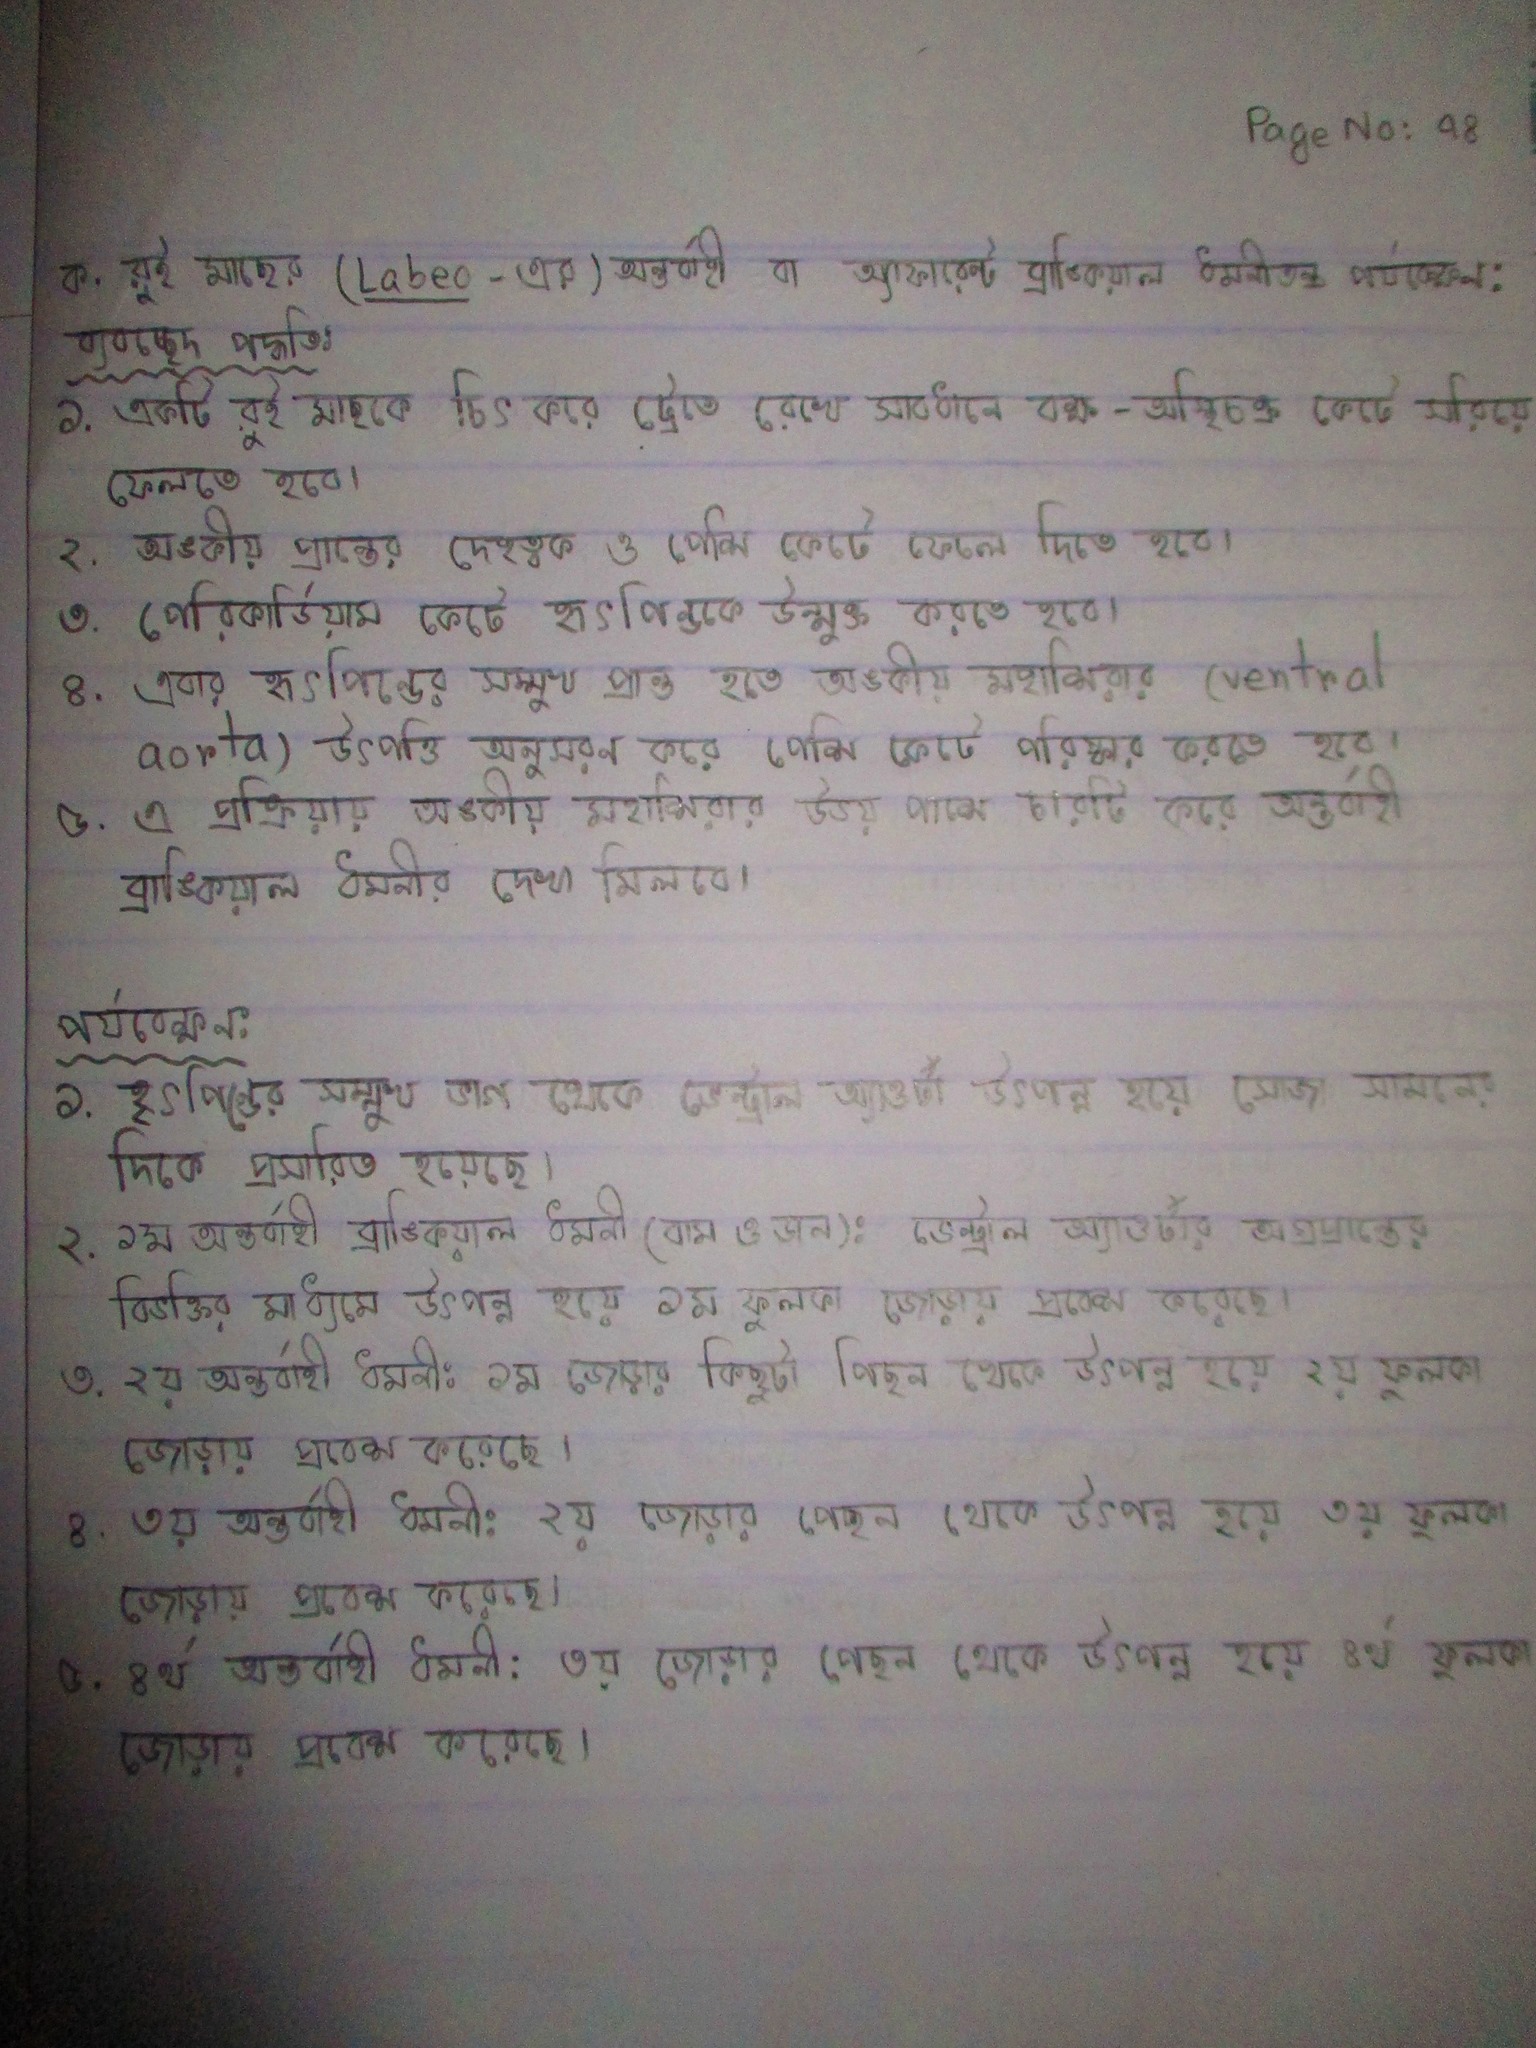 Page No: ৭৪
ক. রুই মাছের (Labeo - এর) অন্তর্বাহী বা অ্যাফারেন্ট ব্রাঙ্কিয়াল ধমনীতন্ত্র পর্যবেক্ষন:
ব্যবচ্ছেদ পদ্ধতি:
১. একটি রুই মাছকে চিৎ করে ট্রেতে রেখে সাবধানে বক্ষ - অস্থিচক্র কেটে সরিয়ে
ফেলতে হবে।
২. অঙ্কীয় প্রান্তের দেহত্বক ও পেশি কেটে ফেলে দিতে হবে।
৩. পেরিকার্ডিয়াম কেটে হৃৎপিন্ডকে উন্মুক্ত করতে হবে।
৪. এবার হৃৎপিন্ডের সম্মুখ প্রান্ত হতে অঙ্কীয় মহাশিরার (ventral
aorta) উৎপত্তি অনুসরণ করে পেশি কেটে পরিষ্কার করতে হবে।
৫. এ প্রক্রিয়ায় অঙ্কীয় মহাশিরার উভয় পাশে চারটি করে অন্তর্বাহী
ব্রাঙ্কিয়াল ধমনীর দেখা মিলবে।
পর্যবেক্ষন:
১. হৃৎপিন্ডের সম্মুখ ভাগ থেকে ভেন্ট্রাল অ্যাওর্টা উৎপন্ন হয়ে সোজা সামনের
দিকে প্রসারিত হয়েছে।
২. ১ম অন্তর্বাহী ব্রাঙ্কিয়াল ধমনী (বাম ও ডান): ভেন্ট্রাল অ্যাওর্টার অগ্রপ্রান্তের
বিভক্তির মাধ্যমে উৎপন্ন হয়ে ১ম ফুলকা জোড়ায় প্রবেশ করেছে।
৩. ২য় অন্তর্বাহী ধমনী: ১ম জোড়ার কিছুটা পিছন থেকে উৎপন্ন হয়ে ২য় ফুলকা
জোড়ায় প্রবেশ করেছে।
৪. ৩য় অন্তর্বাহী ধমনী: ২য় জোড়ার পেছন থেকে উৎপন্ন হয়ে ৩য় ফুলকা
জোড়ায় প্রবেশ করেছে।
৫. ৪র্থ অন্তর্বাহী ধমনী: ৩য় জোড়ার পেছন থেকে উৎপন্ন হয়ে ৪র্থ ফুলকা
জোড়ায় প্রবেশ করেছে।